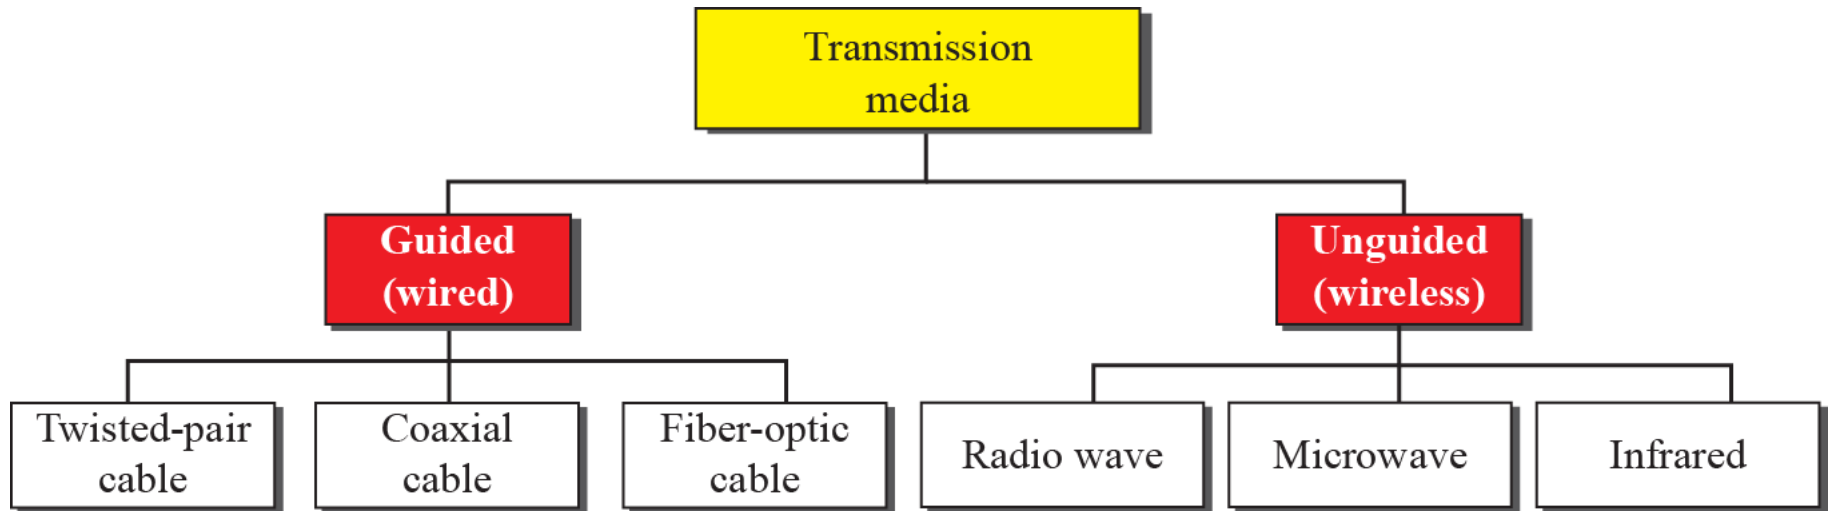 Transmission
media
Guided
(wired)
Unguided
(wireless)
Twisted-pair
cable
Coaxial
cable
Fiber-optic
cable
Radio wave
Microwave
Infrared